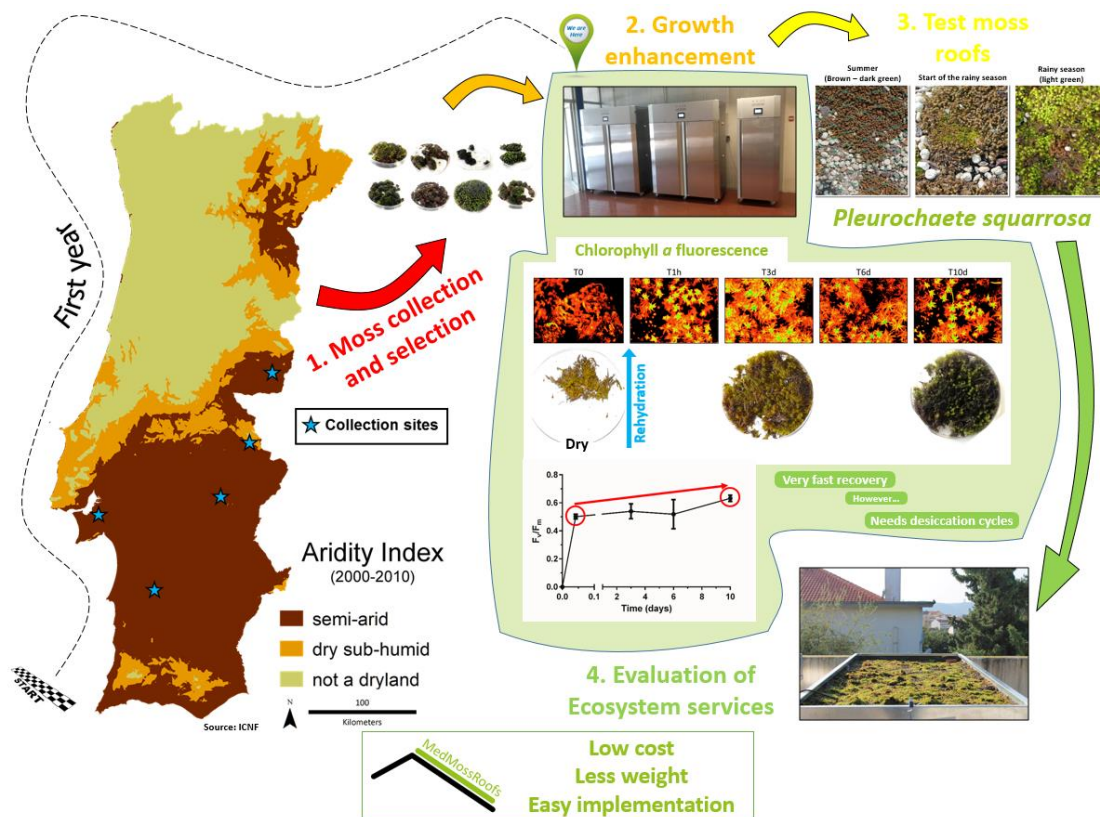 We are
Here
2. Growth
enhancement
3. Test moss
roofs
Summer
(Brown – dark green)
Start of the rainy season
Rainy season
(light green)
Pleurochaete squarrosa
First year
1. Moss collection
and selection
Collection sites
Chlorophyll a fluorescence
T0
T1h
T3d
T6d
T10d
Rehydration
Dry
Very fast recovery
However...
Needs desiccation cycles
Fv/Fm
0.8
0.6
0.4
0.2
0.0
0.0
0.1
2
4
6
8
10
Time (days)
Aridity Index
(2000-2010)
semi-arid
dry sub-humid
not a dryland
N
100
Kilometers
Source: ICNF
START
4. Evaluation of
Ecosystem services
MedMossRoofs
Low cost
Less weight
Easy implementation